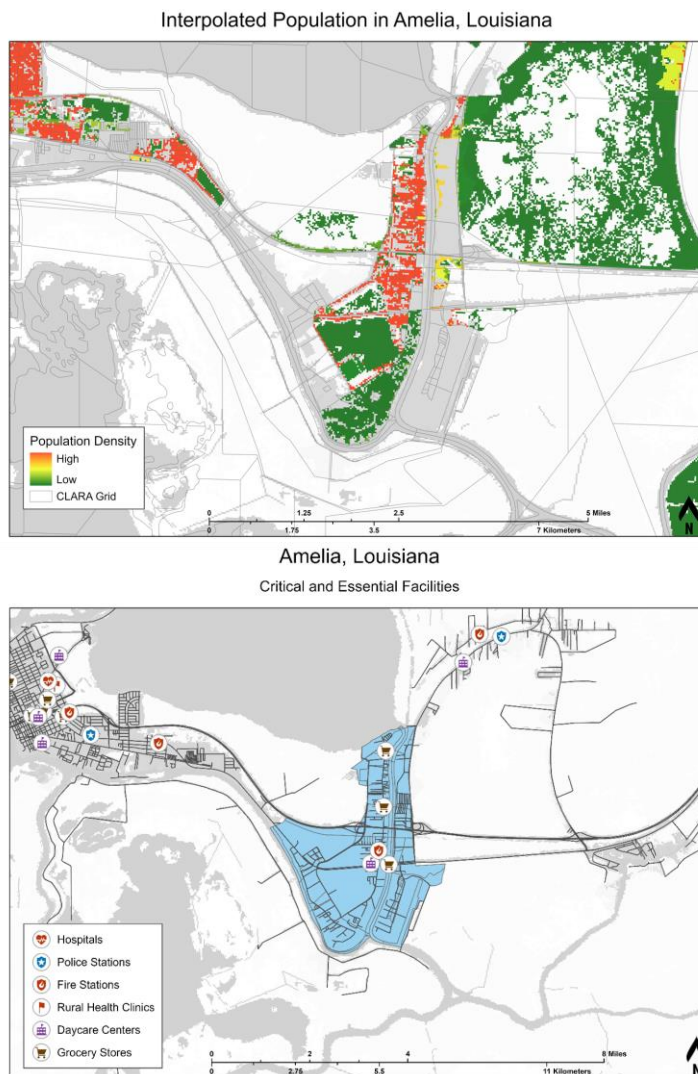 Interpolated Population in Amelia, Louisiana
Population Density
High
Low
CLARA Grid
0 1.25 2.5 5 Miles
0 1.75 3.5 7 Kilometers
N
Amelia, Louisiana
Critical and Essential Facilities
Hospitals
Police Stations
Fire Stations
Rural Health Clinics
Daycare Centers
Grocery Stores
0 2 4 8 Miles
0 2.75 5.5 11 Kilometers
N